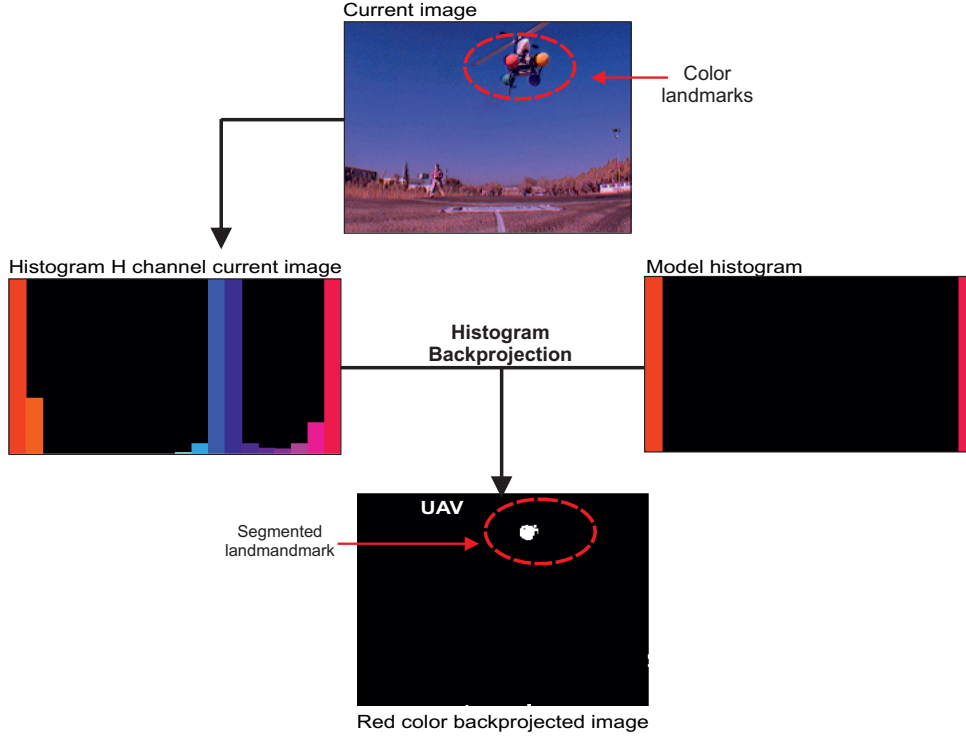 Current image
Color
landmarks
Histogram H channel current image
Model histogram
Histogram
Backprojection
UAV
Segmented
landmandmark
Red color backprojected image